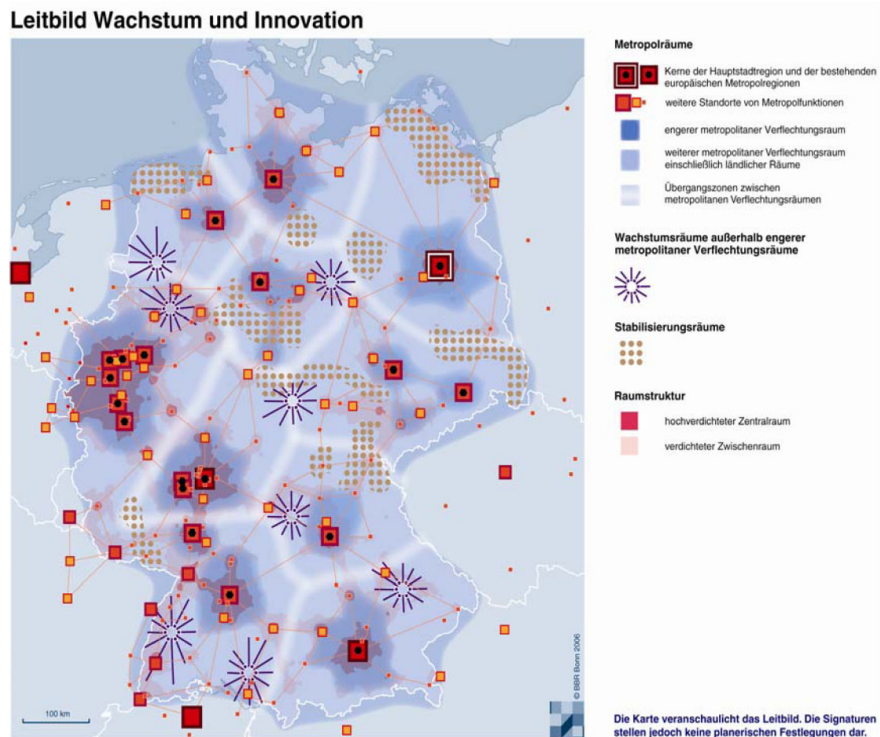 Leitbild Wachstum und Innovation
Metropolräume
Kerne der Hauptstadtregion und der bestehenden
europäischen Metropolregionen
weitere Standorte von Metropolfunktionen
engerer metropolitaner Verflechtungsraum
weiterer metropolitaner Verflechtungsraum
einschließlich ländlicher Räume
Übergangszonen zwischen
metropolitanen Verflechtungsräumen
Wachstumsräume außerhalb engerer
metropolitaner Verflechtungsräume
Stabilisierungsräume
Raumstruktur
hochverdichteter Zentralraum
verdichteter Zwischenraum
© BBR Bonn 2006
100 km
Die Karte veranschaulicht das Leitbild. Die Signaturen
stellen jedoch keine planerischen Festlegungen dar.